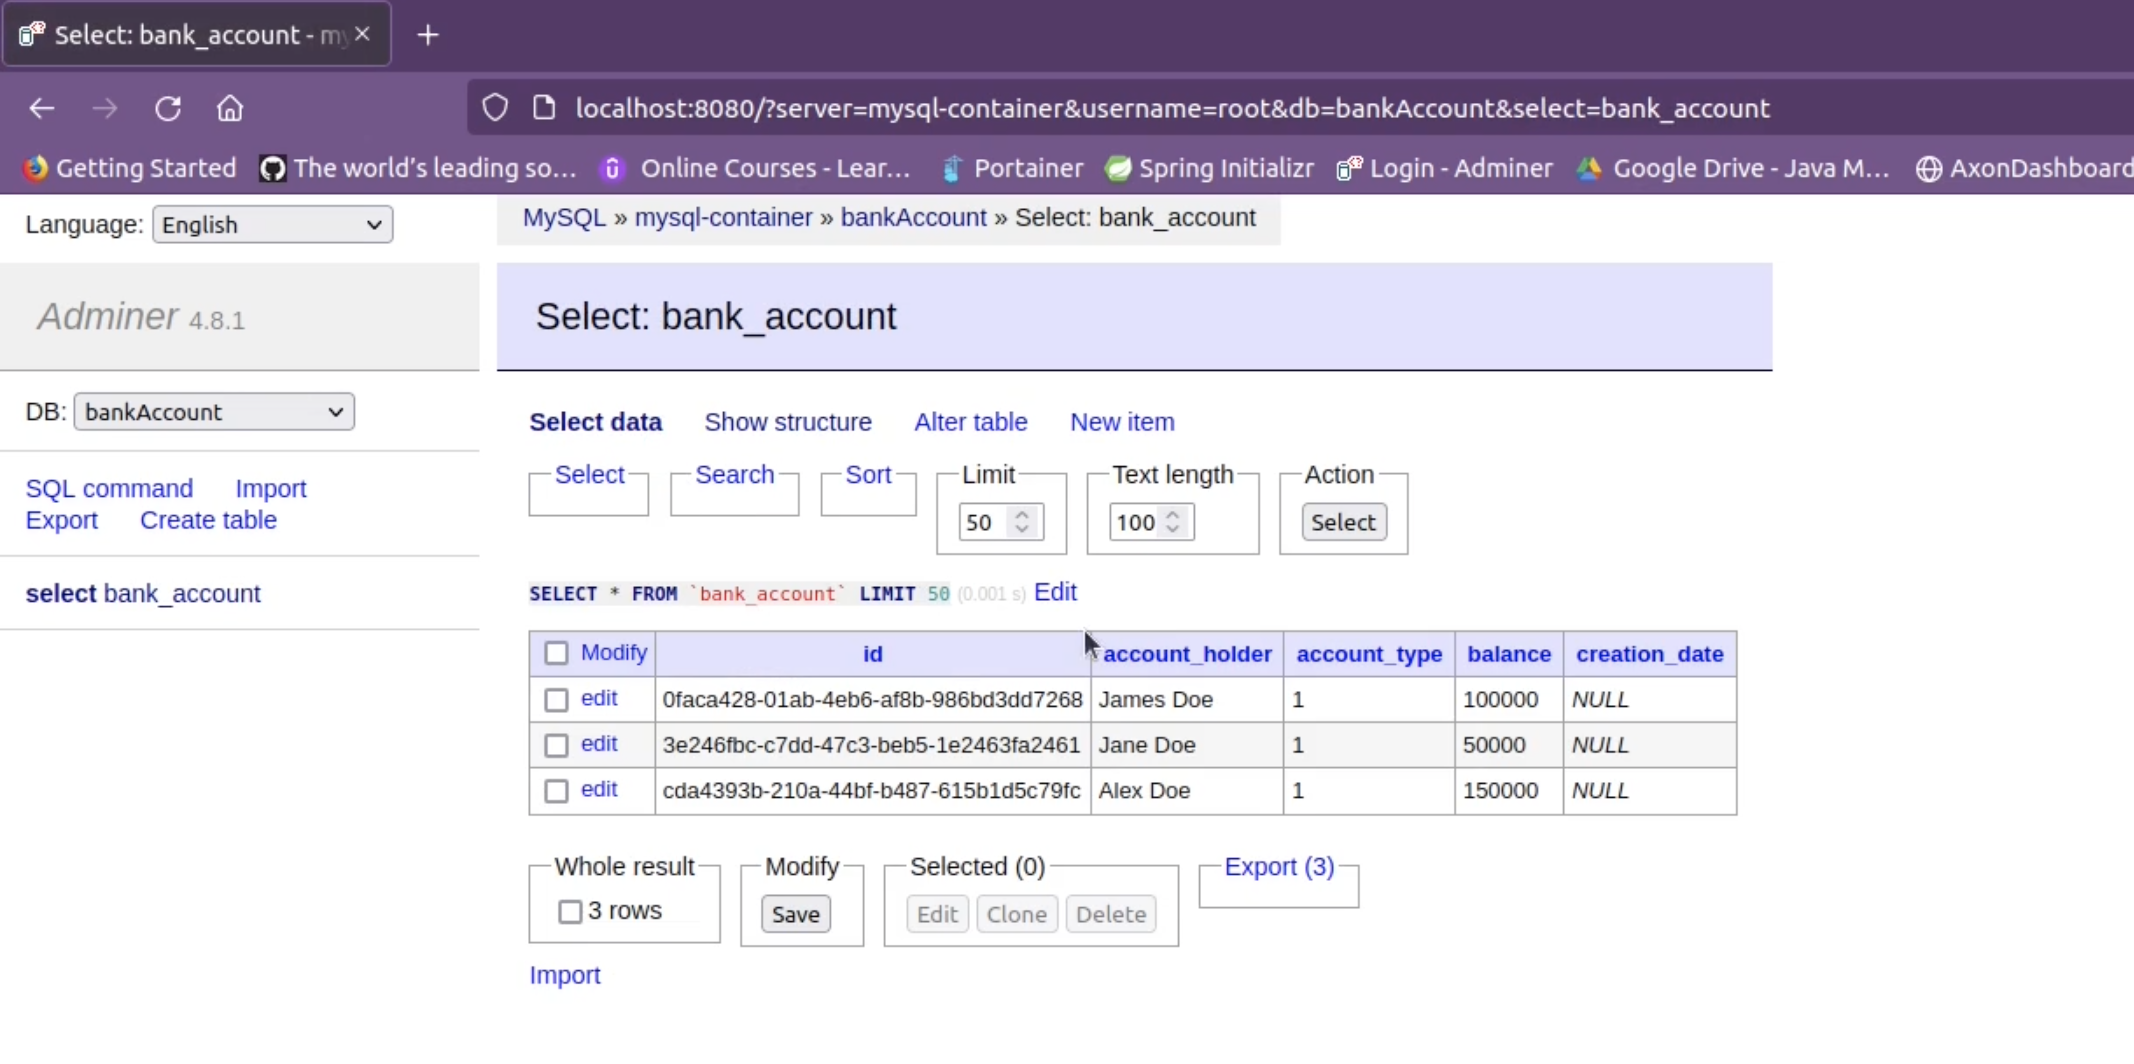 Select: bank_account - my
localhost:8080/?server=mysql-container&username=root&db=bankAccount&select=bank_account
Getting Started The world's leading so... Online Courses - Lear... Portainer Spring Initializr Login - Adminer Google Drive - Java M... AxonDashboard
Language: English
MySQL » mysql-container » bankAccount » Select: bank_account
Adminer 4.8.1
Select: bank_account
DB: bankAccount
Select data Show structure Alter table New item
SQL command Import
Export Create table
Select Search Sort Limit Text length Action
50 100 Select
select bank_account
SELECT * FROM `bank_account` LIMIT 50 (0.001 s) Edit
Modify id account_holder account_type balance creation_date
edit 0faca428-01ab-4eb6-af8b-986bd3dd7268 James Doe 1 100000 NULL
edit 3e246fbc-c7dd-47c3-beb5-1e2463fa2461 Jane Doe 1 50000 NULL
edit cda4393b-210a-44bf-b487-615b1d5c79fc Alex Doe 1 150000 NULL
Whole result Modify Selected (0) Export (3)
3 rows Save Edit Clone Delete
Import